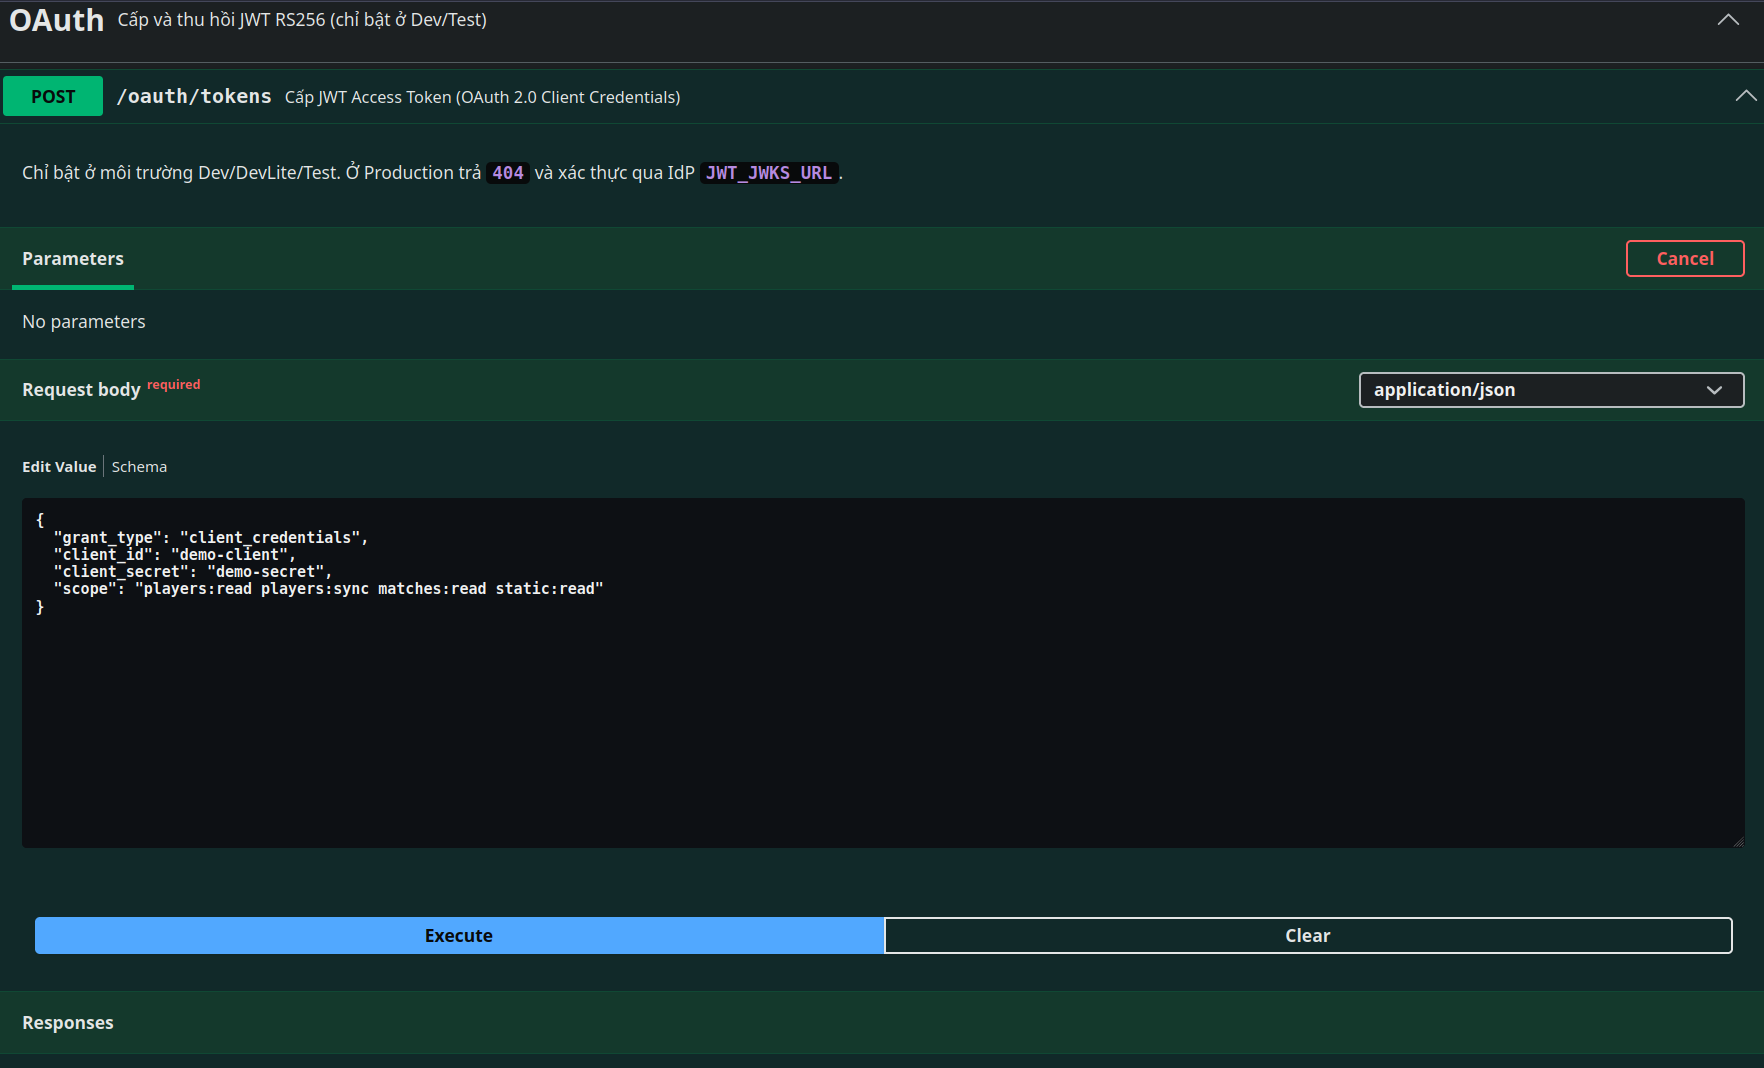 OAuth Cấp và thu hồi JWT RS256 (chỉ bật ở Dev/Test)
POST /oauth/tokens Cấp JWT Access Token (OAuth 2.0 Client Credentials)
Chỉ bật ở môi trường Dev/DevLite/Test. Ở Production trả 404 và xác thực qua IdP JWT_JWKS_URL.
Parameters
Cancel
No parameters
Request body required
application/json
Edit Value | Schema
{
  "grant_type": "client_credentials",
  "client_id": "demo-client",
  "client_secret": "demo-secret",
  "scope": "players:read players:sync matches:read static:read"
}
Execute
Clear
Responses